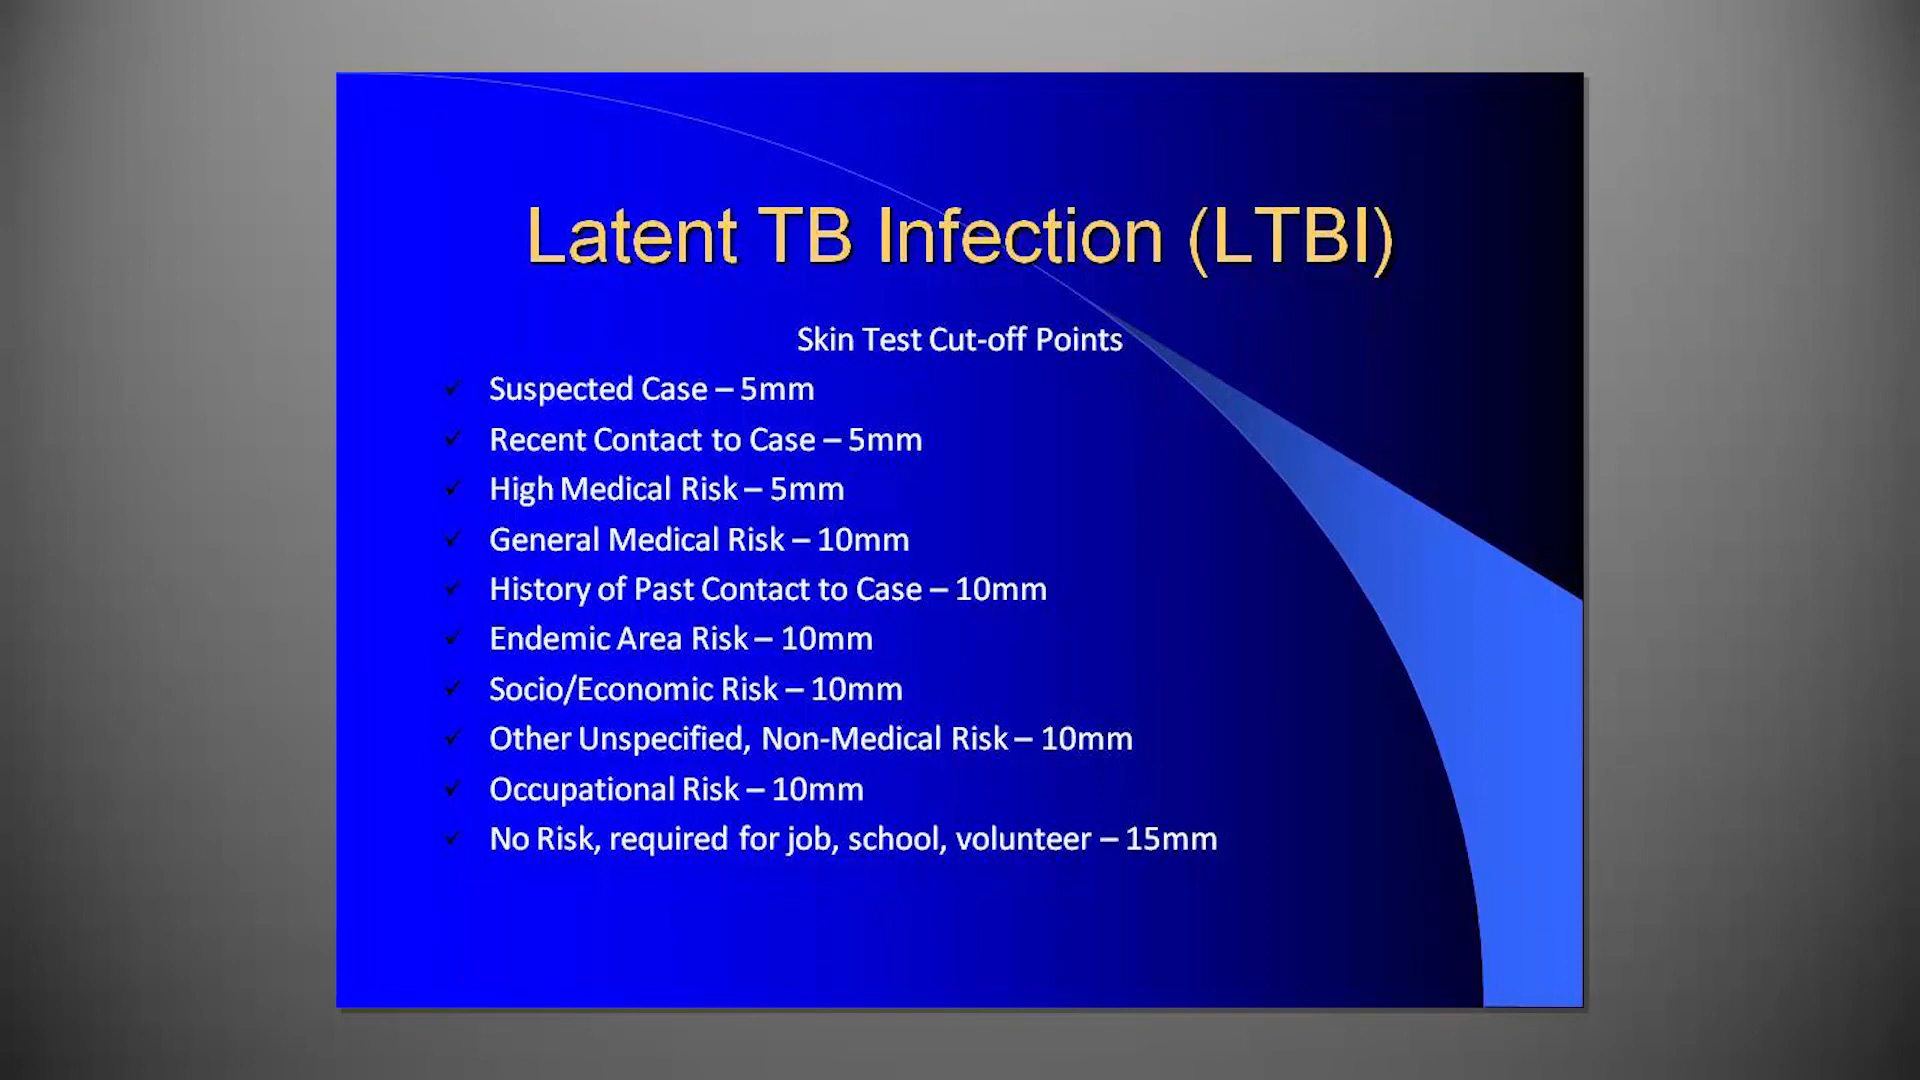 Latent TB Infection (LTBI)
Skin Test Cut-off Points
Suspected Case – 5mm
Recent Contact to Case – 5mm
High Medical Risk – 5mm
General Medical Risk – 10mm
History of Past Contact to Case – 10mm
Endemic Area Risk – 10mm
Socio/Economic Risk – 10mm
Other Unspecified, Non-Medical Risk – 10mm
Occupational Risk – 10mm
No Risk, required for job, school, volunteer – 15mm